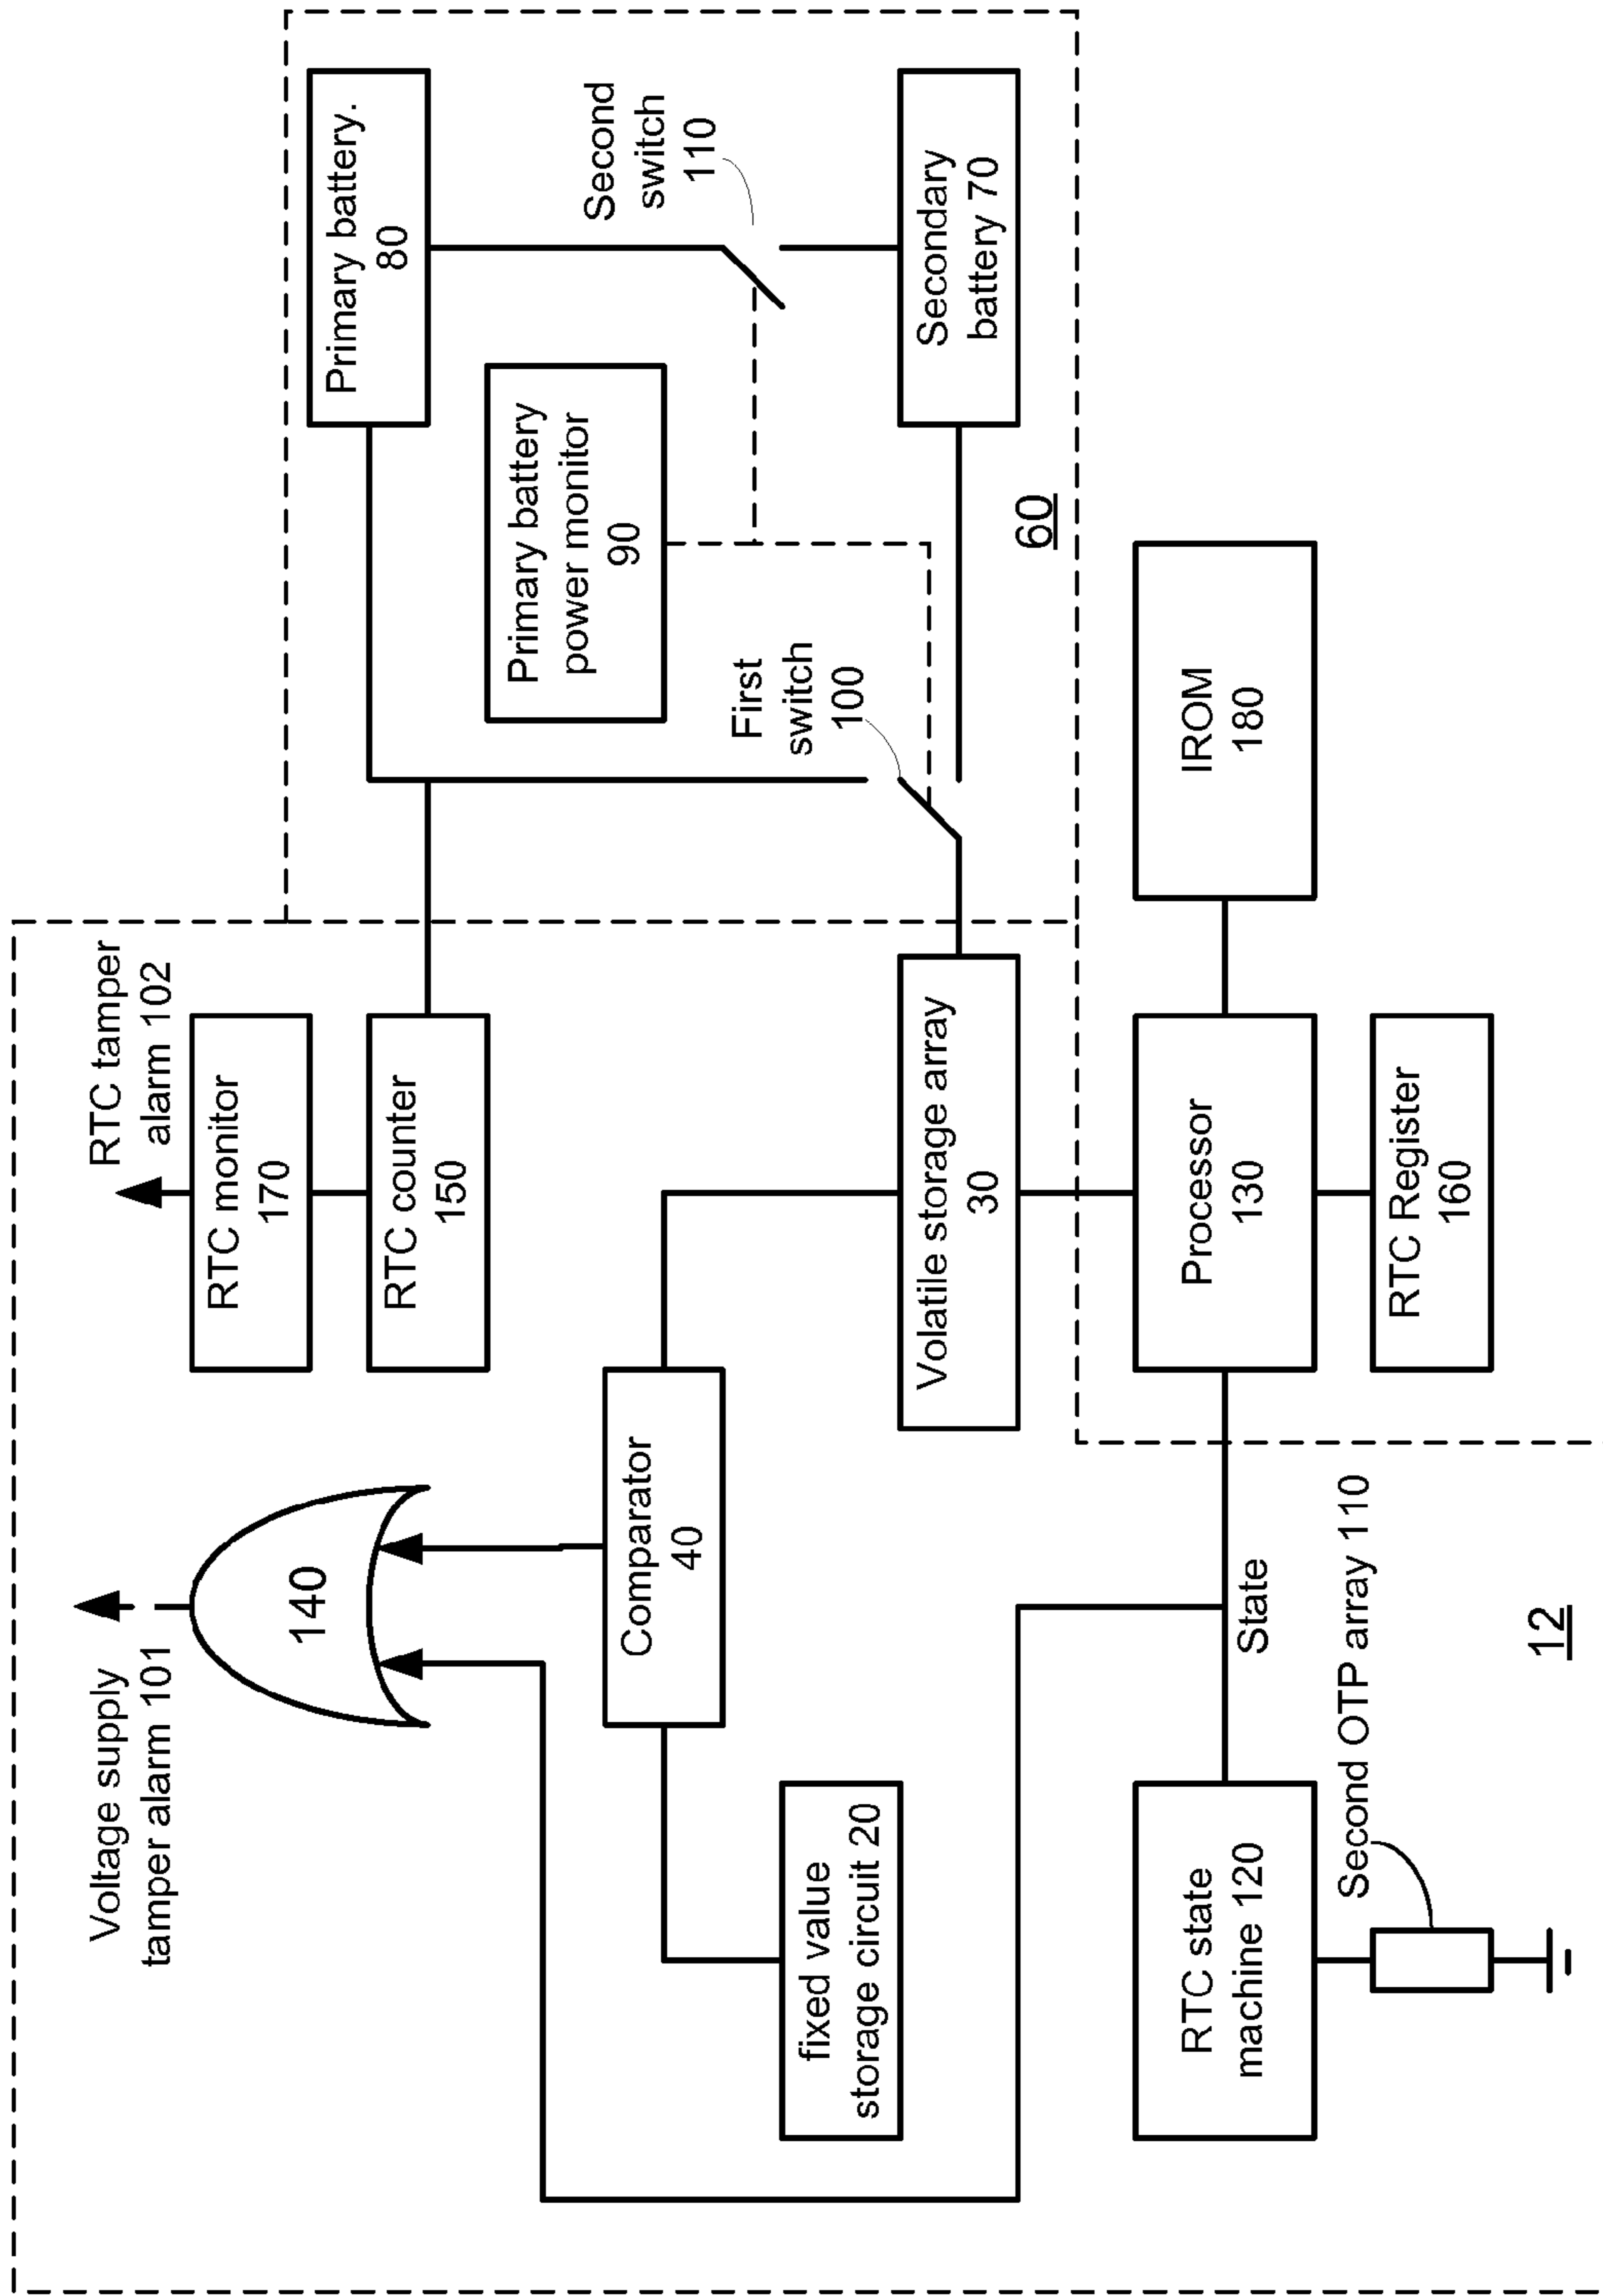 Voltage supply
tamper alarm 101
RTC tamper
alarm 102
140
RTC monitor
170
RTC counter
150
Primary battery.
80
Primary battery
power monitor
90
Second
switch
110
First
switch
100
Comparator
40
fixed value
storage circuit 20
Volatile storage array
30
Secondary
battery 70
60
RTC state
machine 120
State
Processor
130
IROM
180
Second OTP array 110
RTC Register
160
12